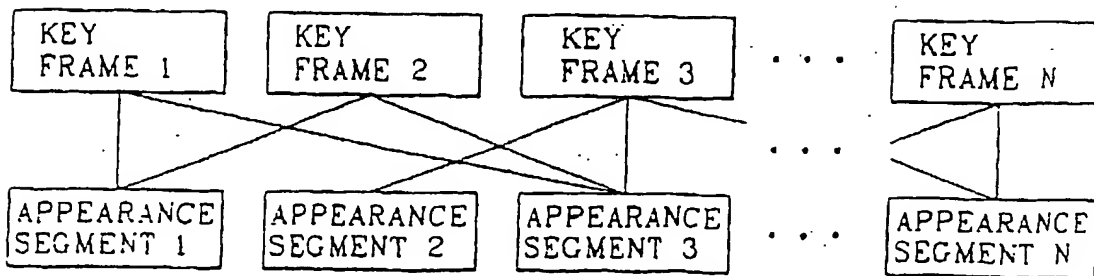 KEY
FRAME 1
KEY
FRAME 2
KEY
FRAME 3
. . .
KEY
FRAME N
. . .
APPEARANCE
SEGMENT 1
APPEARANCE
SEGMENT 2
APPEARANCE
SEGMENT 3
. . .
APPEARANCE
SEGMENT N